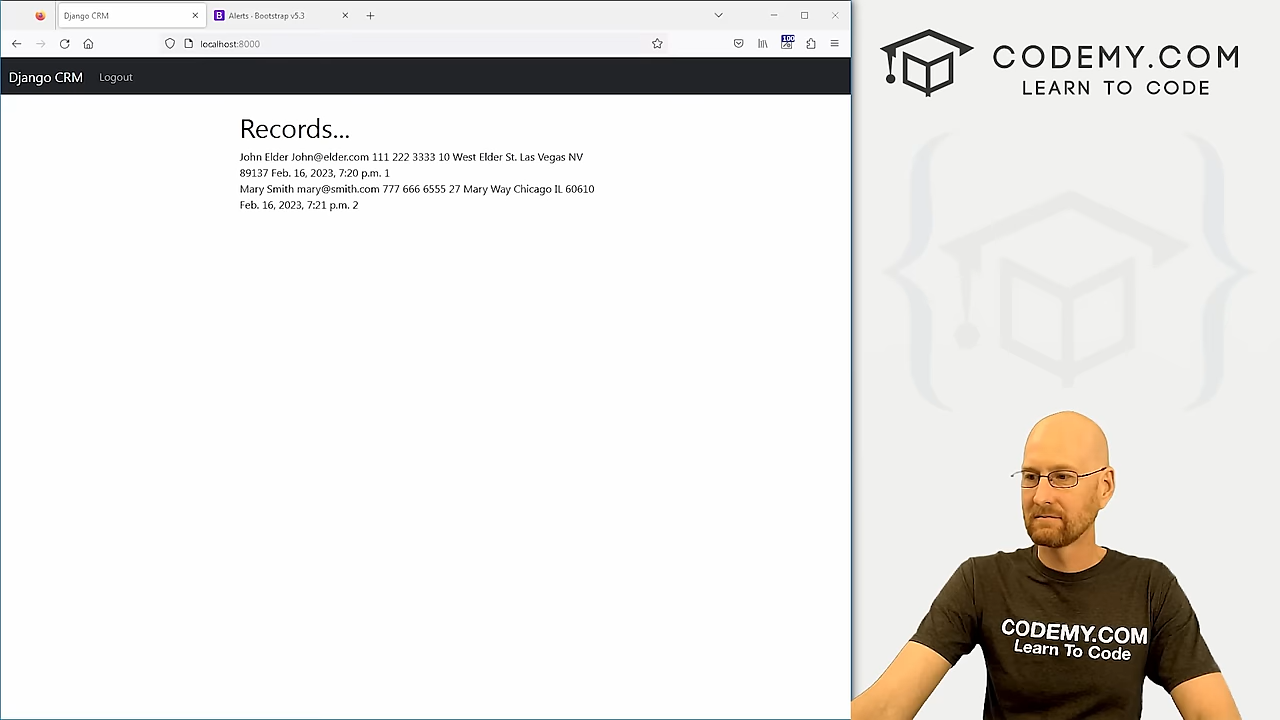 Django CRM
Alerts · Bootstrap v5.3
localhost:8000
100
Django CRM Logout
Records...
John Elder John@elder.com 111 222 3333 10 West Elder St. Las Vegas NV
89137 Feb. 16, 2023, 7:20 p.m. 1
Mary Smith mary@smith.com 777 666 6555 27 Mary Way Chicago IL 60610
Feb. 16, 2023, 7:21 p.m. 2
CODEMY.COM
LEARN TO CODE
CODEMY.COM
Learn To Code